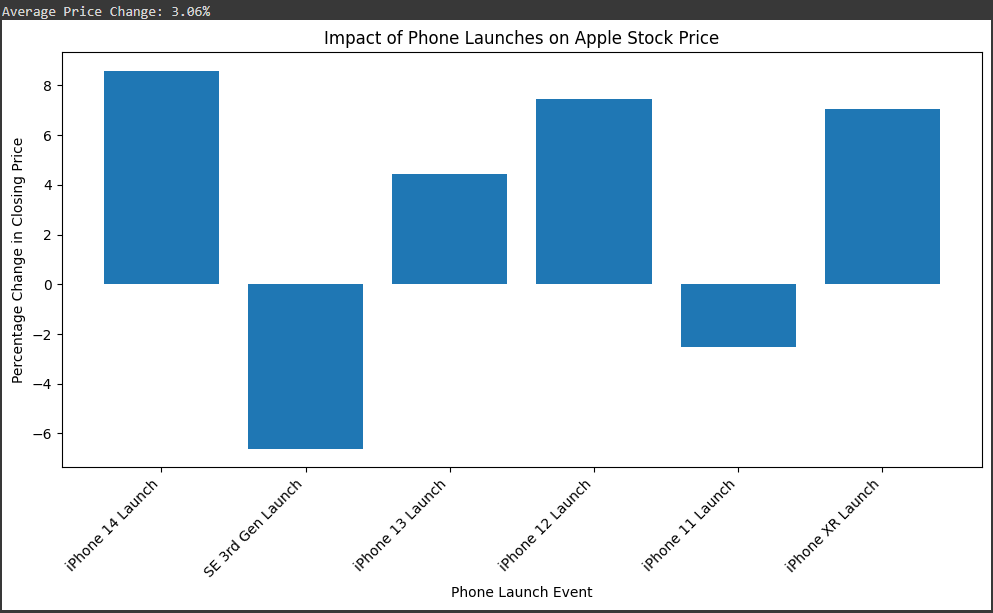 Average Price Change: 3.06%
Impact of Phone Launches on Apple Stock Price
Percentage Change in Closing Price
8
6
4
2
0
−2
−4
−6
iPhone 14 Launch
SE 3rd Gen Launch
iPhone 13 Launch
iPhone 12 Launch
iPhone 11 Launch
iPhone XR Launch
Phone Launch Event